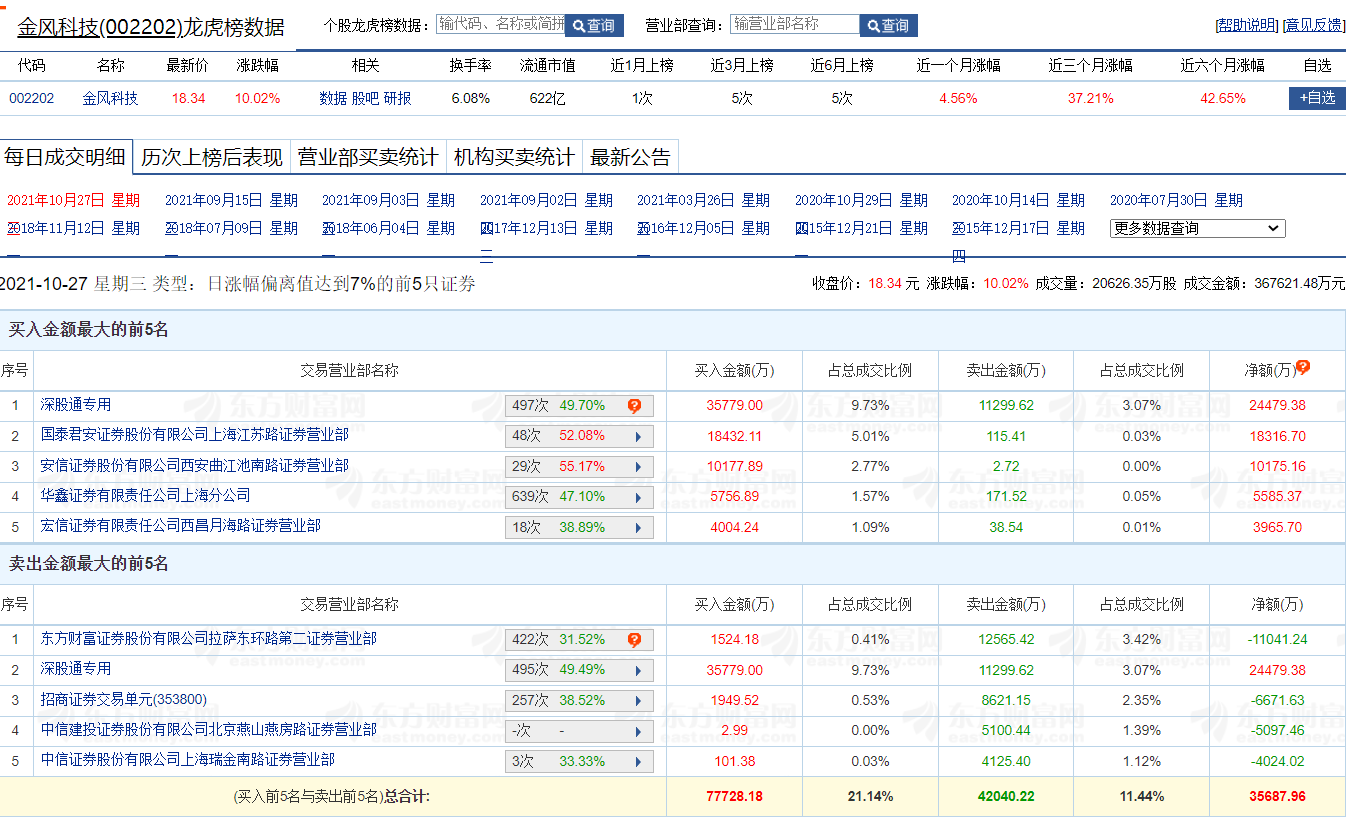 金风科技(002202)龙虎榜数据 个股龙虎榜数据： 输代码、名称或简拼 查询 营业部查询： 输营业部名称 查询 [帮助说明] [意见反馈]
代码 名称 最新价 涨跌幅 相关 换手率 流通市值 近1月上榜 近3月上榜 近6月上榜 近一个月涨幅 近三个月涨幅 近六个月涨幅 自选
002202 金风科技 18.34 10.02% 数据 股吧 研报 6.08% 622亿 1次 5次 5次 4.56% 37.21% 42.65% +自选
每日成交明细 历次上榜后表现 营业部买卖统计 机构买卖统计 最新公告
2021年10月27日 星期 2021年09月15日 星期 2021年09月03日 星期 2021年09月02日 星期 2021年03月26日 星期 2020年10月29日 星期 2020年10月14日 星期 2020年07月30日 星期
2018年11月12日 星期 2018年07月09日 星期 2018年06月04日 星期 2017年12月13日 星期 2016年12月05日 星期 2015年12月21日 星期 2015年12月17日 星期 更多数据查询
一 一 一 三 一 一 四
2021-10-27 星期三 类型：日涨幅偏离值达到7%的前5只证券 收盘价：18.34 元 涨跌幅：10.02% 成交量：20626.35万股 成交金额：367621.48万元
买入金额最大的前5名
序号 交易营业部名称 买入金额(万) 占总成交比例 卖出金额(万) 占总成交比例 净额(万)
1 深股通专用 497次 49.70% 35779.00 9.73% 11299.62 3.07% 24479.38
2 国泰君安证券股份有限公司上海江苏路证券营业部 48次 52.08% 18432.11 5.01% 115.41 0.03% 18316.70
3 安信证券股份有限公司西安曲江池南路证券营业部 29次 55.17% 10177.89 2.77% 2.72 0.00% 10175.16
4 华鑫证券有限责任公司上海分公司 639次 47.10% 5756.89 1.57% 171.52 0.05% 5585.37
5 宏信证券有限责任公司西昌月海路证券营业部 18次 38.89% 4004.24 1.09% 38.54 0.01% 3965.70
卖出金额最大的前5名
序号 交易营业部名称 买入金额(万) 占总成交比例 卖出金额(万) 占总成交比例 净额(万)
1 东方财富证券股份有限公司拉萨东环路第二证券营业部 422次 31.52% 1524.18 0.41% 12565.42 3.42% -11041.24
2 深股通专用 495次 49.49% 35779.00 9.73% 11299.62 3.07% 24479.38
3 招商证券交易单元(353800) 257次 38.52% 1949.52 0.53% 8621.15 2.35% -6671.63
4 中信建投证券股份有限公司北京燕山燕房路证券营业部 -次 - 2.99 0.00% 5100.44 1.39% -5097.46
5 中信证券股份有限公司上海瑞金南路证券营业部 3次 33.33% 101.38 0.03% 4125.40 1.12% -4024.02
(买入前5名与卖出前5名)总合计: 77728.18 21.14% 42040.22 11.44% 35687.96